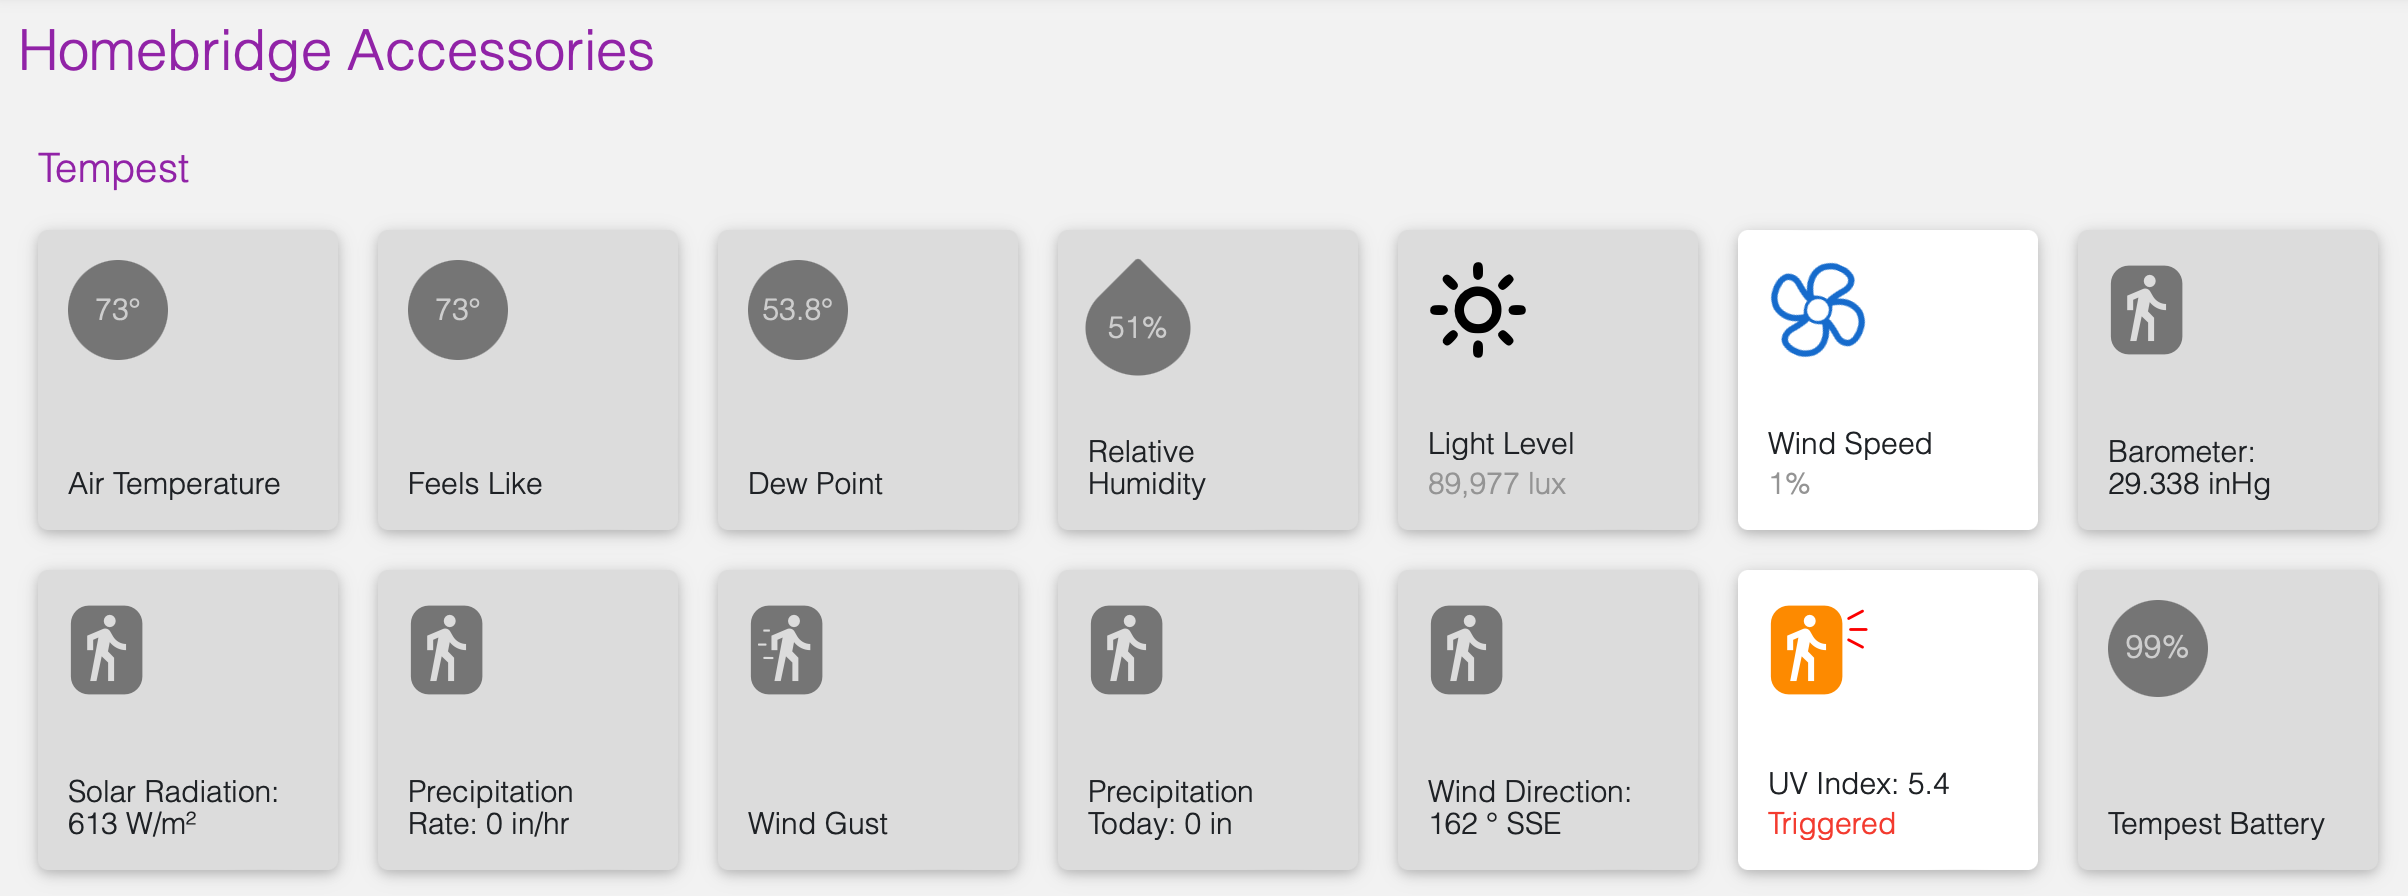 Homebridge Accessories
Tempest
73°
Air Temperature
73°
Feels Like
53.8°
Dew Point
51%
Relative
Humidity
Light Level
89,977 lux
Wind Speed
1%
Barometer:
29.338 inHg
Solar Radiation:
613 W/m²
Precipitation
Rate: 0 in/hr
Wind Gust
Precipitation
Today: 0 in
Wind Direction:
162 ° SSE
UV Index: 5.4
Triggered
99%
Tempest Battery